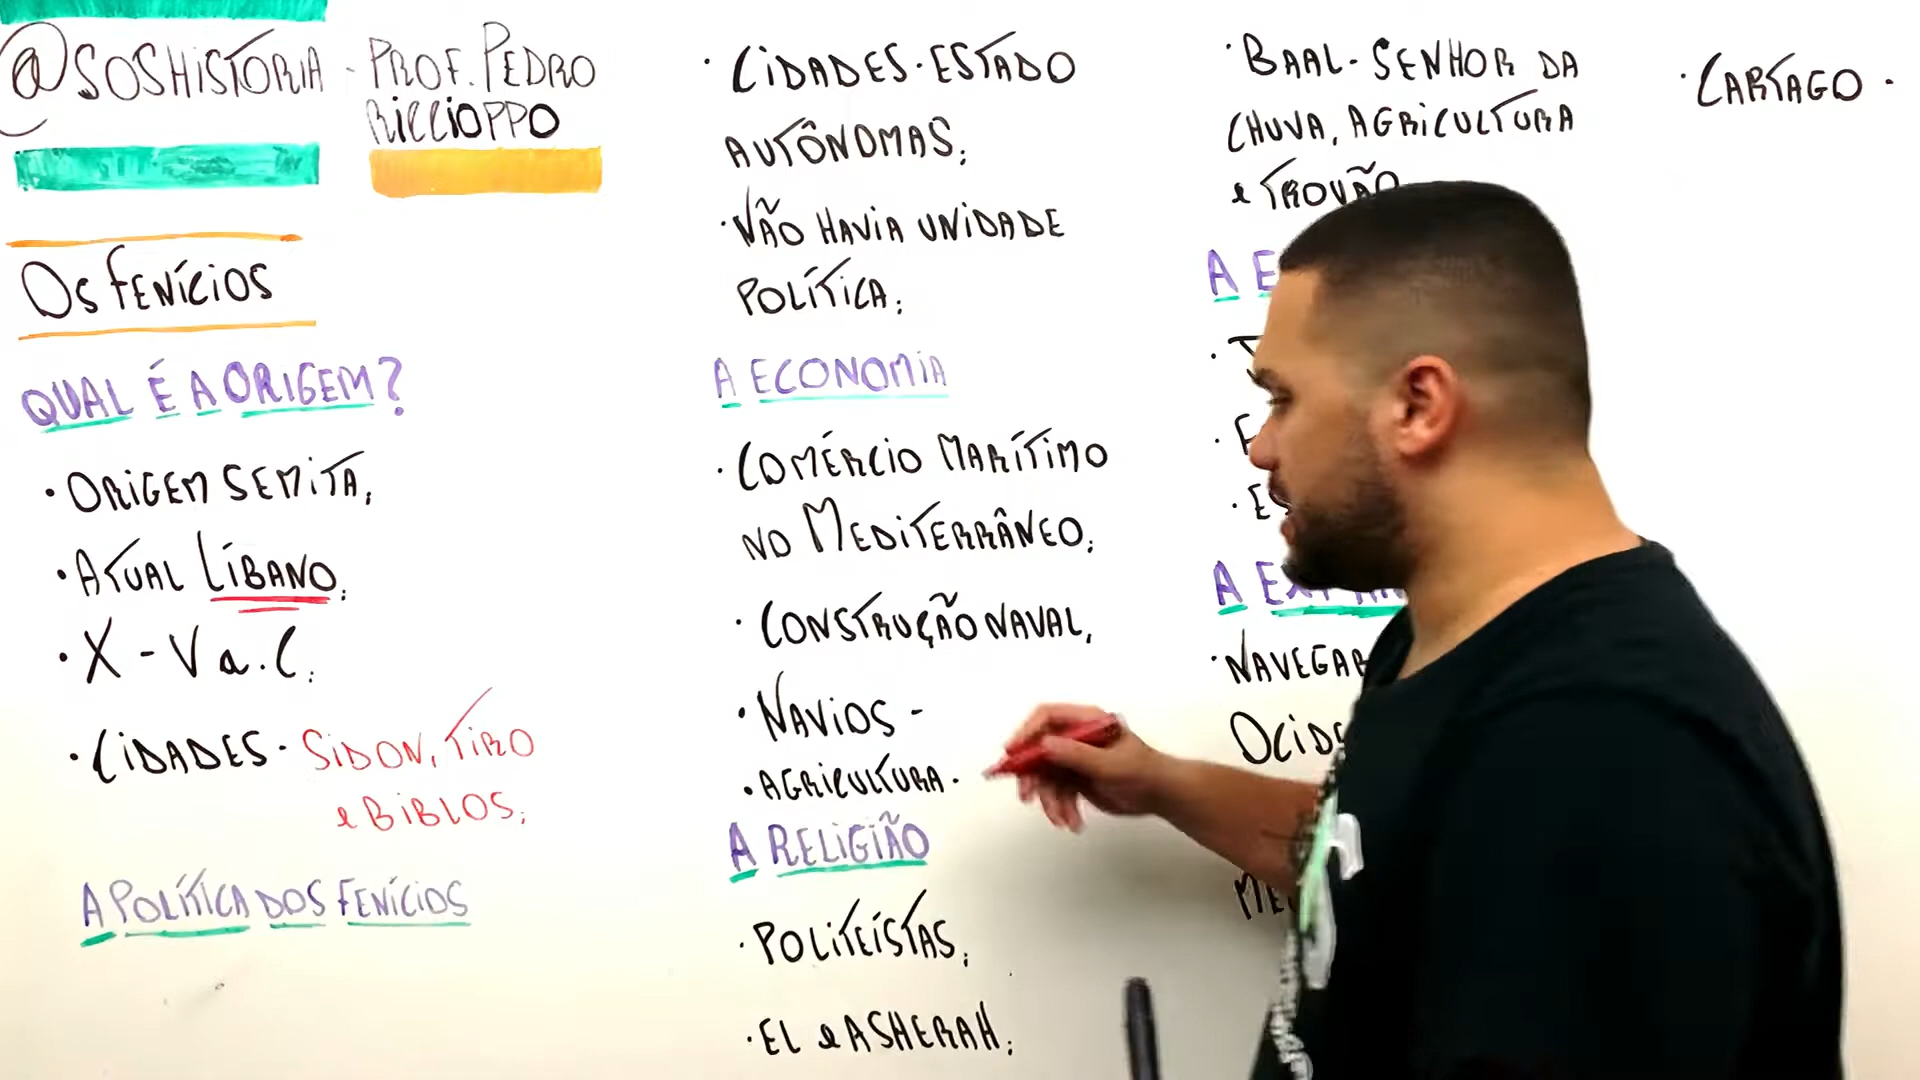 @SOSHISTORIA - PROF. PEDRO
RICCIOPPO
OS FENÍCIOS
QUAL É A ORIGEM?
• ORIGEM SEMITA;
• ATUAL LÍBANO;
• X - V a.C.;
• CIDADES - SIDON, TIRO
e BIBLOS;
A POLÍTICA DOS FENÍCIOS
• CIDADES-ESTADO
AUTÔNOMAS;
• NÃO HAVIA UNIDADE
POLÍTICA;
A ECONOMIA
• COMÉRCIO MARÍTIMO
NO MEDITERRÂNEO;
• CONSTRUÇÃO NAVAL;
• NAVIOS -
• AGRICULTURA.
A RELIGIÃO
• POLITEÍSTAS;
• EL e ASHERAH;
• BAAL - SENHOR DA
CHUVA, AGRICULTURA
e TROVÃO
A
A
• CARTAGO -